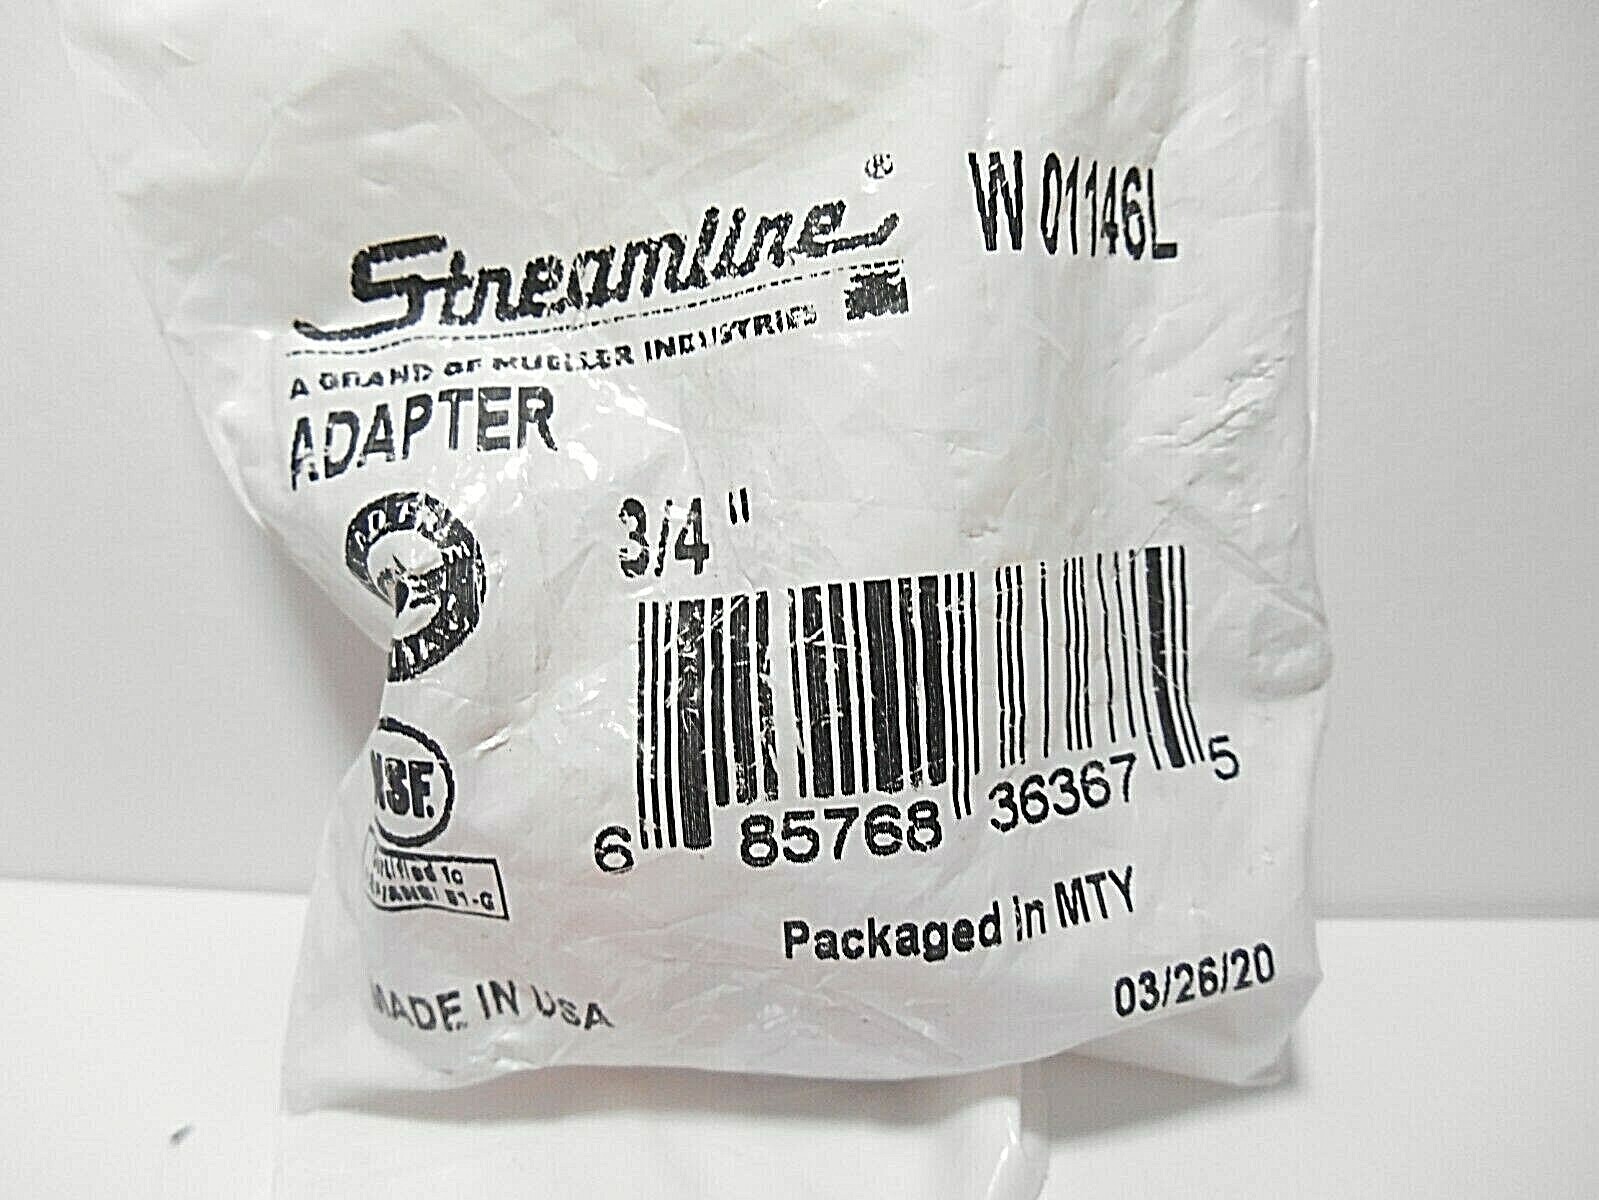 Streamline®
W 01146L
A BRAND OF MUELLER INDUSTRIES
ADAPTER
3/4 "
NSF.
6 85768 36367 5
Packaged in MTY
03/26/20
MADE IN USA